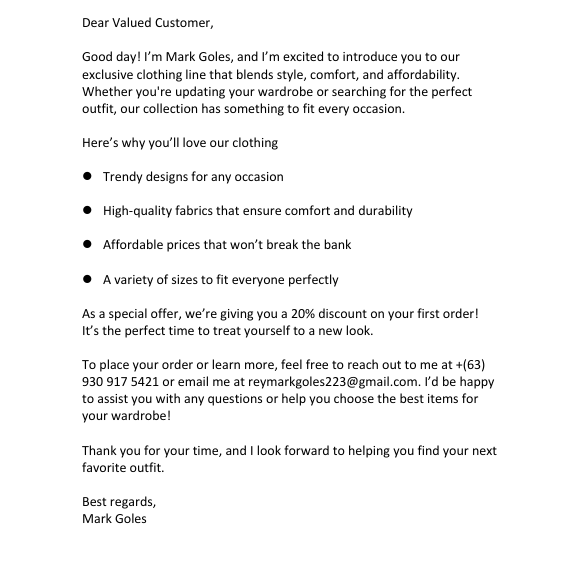 Dear Valued Customer,
Good day! I’m Mark Goles, and I’m excited to introduce you to our
exclusive clothing line that blends style, comfort, and affordability.
Whether you're updating your wardrobe or searching for the perfect
outfit, our collection has something to fit every occasion.
Here’s why you’ll love our clothing
● Trendy designs for any occasion
● High-quality fabrics that ensure comfort and durability
● Affordable prices that won’t break the bank
● A variety of sizes to fit everyone perfectly
As a special offer, we’re giving you a 20% discount on your first order!
It’s the perfect time to treat yourself to a new look.
To place your order or learn more, feel free to reach out to me at +(63)
930 917 5421 or email me at reymarkgoles223@gmail.com. I’d be happy
to assist you with any questions or help you choose the best items for
your wardrobe!
Thank you for your time, and I look forward to helping you find your next
favorite outfit.
Best regards,
Mark Goles